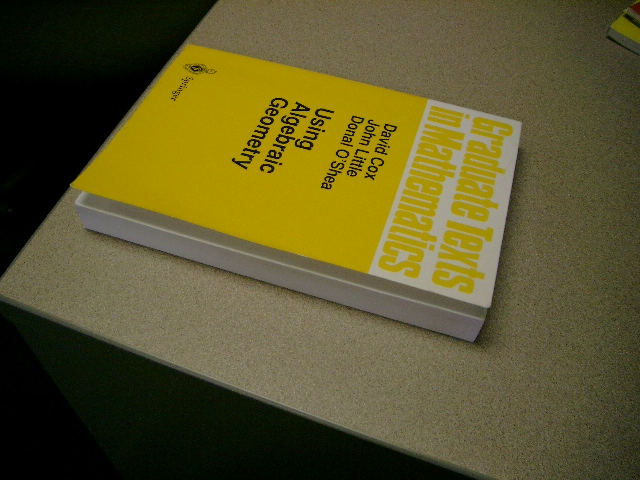 Graduate Texts
in Mathematics
David Cox
John Little
Donal O'Shea
Using
Algebraic
Geometry
Springer